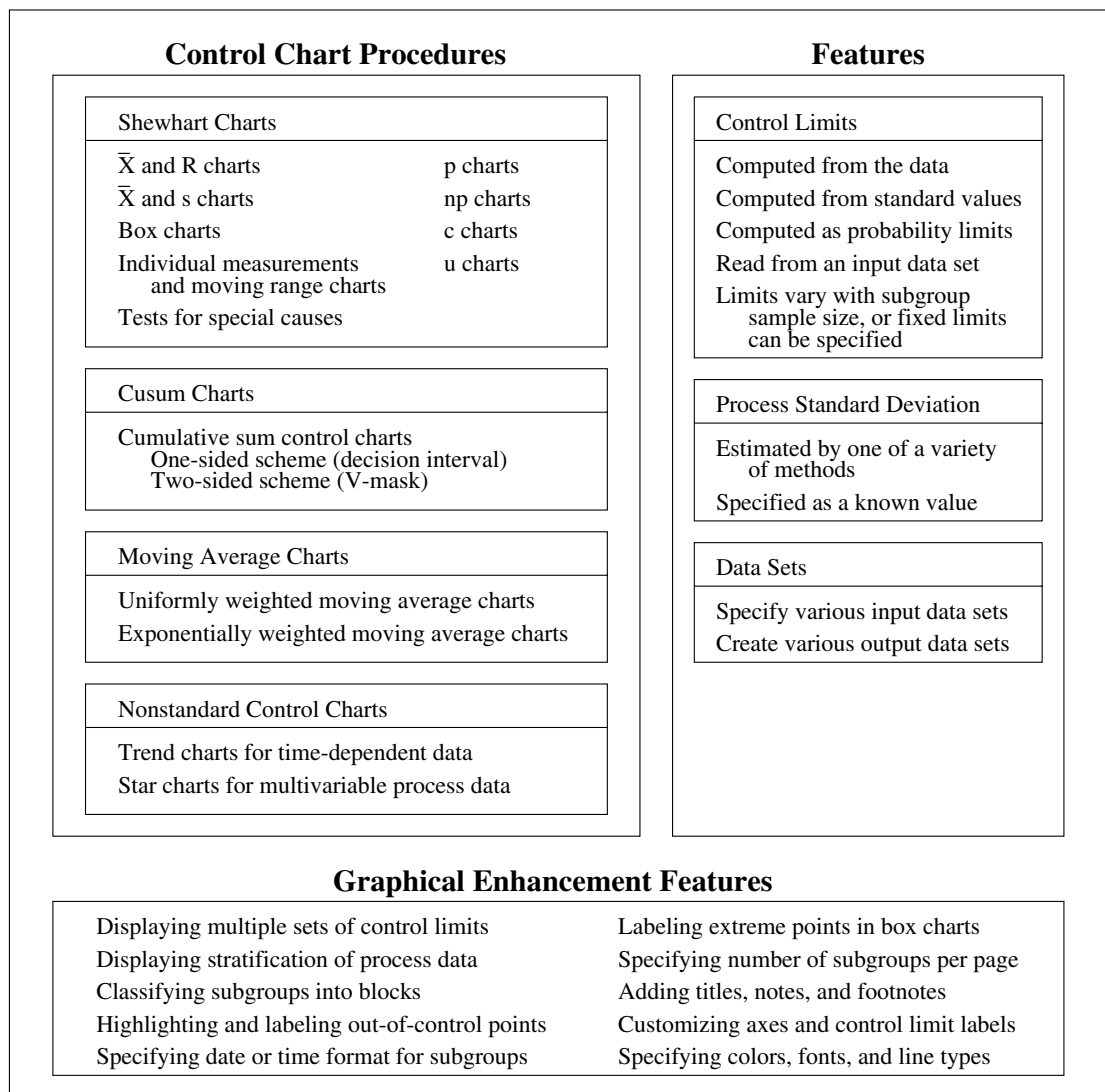 Control Chart Procedures
Shewhart Charts
X̅ and R charts
X̅ and s charts
Box charts
Individual measurements
and moving range charts
Tests for special causes
p charts
np charts
c charts
u charts
Cusum Charts
Cumulative sum control charts
One-sided scheme (decision interval)
Two-sided scheme (V-mask)
Moving Average Charts
Uniformly weighted moving average charts
Exponentially weighted moving average charts
Nonstandard Control Charts
Trend charts for time-dependent data
Star charts for multivariable process data
Features
Control Limits
Computed from the data
Computed from standard values
Computed as probability limits
Read from an input data set
Limits vary with subgroup
sample size, or fixed limits
can be specified
Process Standard Deviation
Estimated by one of a variety
of methods
Specified as a known value
Data Sets
Specify various input data sets
Create various output data sets
Graphical Enhancement Features
Displaying multiple sets of control limits
Displaying stratification of process data
Classifying subgroups into blocks
Highlighting and labeling out-of-control points
Specifying date or time format for subgroups
Labeling extreme points in box charts
Specifying number of subgroups per page
Adding titles, notes, and footnotes
Customizing axes and control limit labels
Specifying colors, fonts, and line types